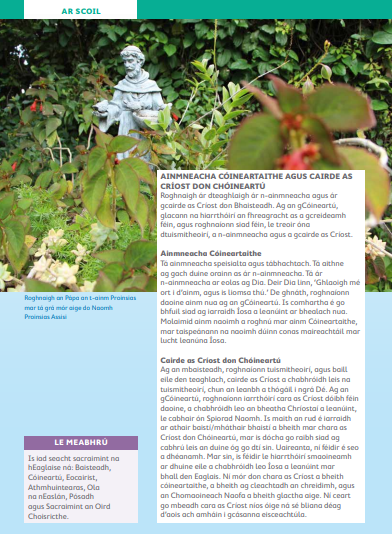 AR SCOIL
AINMNEACHA CÓINEARTAITHE AGUS CAIRDE AS
CRÍOST DON CHÓINEARTÚ
Roghnaigh ár dteaghlaigh ár n-ainmneacha agus ár
gcairde as Críost don Bhaisteadh. Ag an gCóineartú,
glacann na hiarrthóirí an fhreagracht as a gcreideamh
féin, agus roghnaíonn siad féin, le treoir óna
dtuismitheoirí, a n-ainmneacha agus a gcairde as Críost.
Ainmneacha Cóineartaithe
Tá ainmneacha speisialta agus tábhachtach. Tá aithne
ag gach duine orainn as ár n-ainmneacha. Tá ár
n-ainmneacha ar eolas ag Dia. Deir Dia linn, ‘Ghlaoigh mé
ort i d’ainm, agus is liomsa thú.’ De ghnáth, roghnaíonn
daoine ainm nua ag an gCóineartú. Is comhartha é go
bhfuil siad ag iarraidh Íosa a leanúint ar bhealach nua.
Molaimid ainm naoimh a roghnú mar ainm Cóineartaithe,
mar taispeánann na naoimh dúinn conas maireachtáil mar
lucht leanúna Íosa.
Roghnaigh an Pápa an t-ainm Proinsias
mar tá grá mór aige do Naomh
Proinsias Assisi
Cairde as Críost don Chóineartú
Ag an mbaisteadh, roghnaíonn tuismitheoirí, agus baill
eile den teaghlach, cairde as Críost a chabhróidh leis na
tuismitheoirí, chun an leanbh a thógáil i ngrá Dé. Ag an
gCóineartú, roghnaíonn iarrthóirí cara as Críost dóibh féin
daoine, a chabhróidh leo an bheatha Chríostaí a leanúint,
le cabhair ón Spiorad Naomh. Is maith an rud é iarraidh
ar athair baistí/mháthair bhaistí a bheith mar chara as
Críost don Chóineartú, mar is dócha go raibh siad ag
cabhrú leis an duine óg go dtí sin. Uaireanta, ní féidir é seo
a dhéanamh. Mar sin, is féidir le hiarrthóirí smaoineamh
ar dhuine eile a chabhróidh leo Íosa a leanúint mar
bhall den Eaglais. Ní mór don chara as Críost a bheith
cóineartaithe, a bheith ag cleachtadh an chreidimh, agus
an Chomaoineach Naofa a bheith glactha aige. Ní ceart
go mbeadh cara as Críost níos óige ná sé bliana déag
d’aois ach amháin i gcásanna eisceachtúla.
LE MEABHRÚ
Is iad seacht sacraimint na
hEaglaise ná: Baisteadh,
Cóineartú, Eocairist,
Athmhuintearas, Ola
na nEaslán, Pósadh
agus Sacraimint an Oird
Choisricthe.